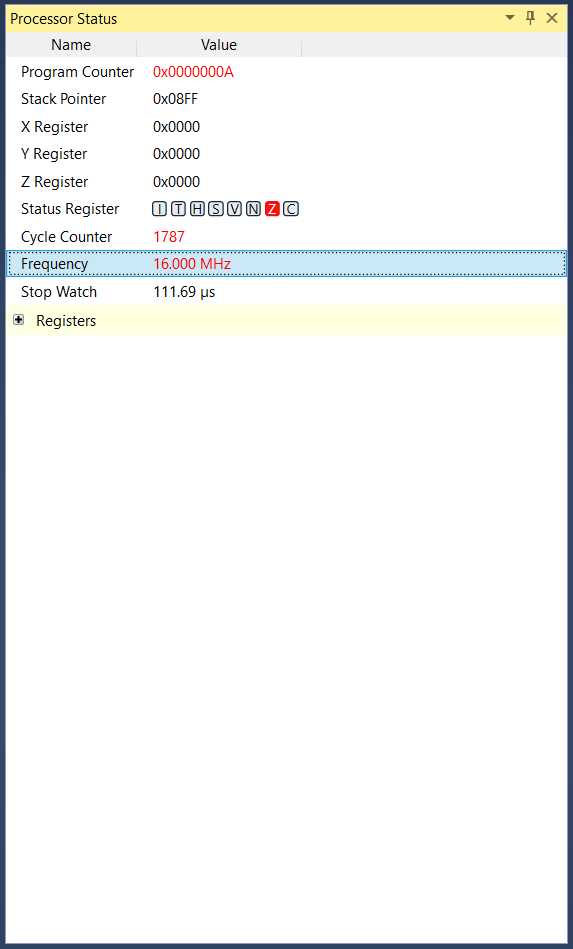 Processor Status
Name Value
Program Counter 0x0000000A
Stack Pointer 0x08FF
X Register 0x0000
Y Register 0x0000
Z Register 0x0000
Status Register I T H S V N Z C
Cycle Counter 1787
Frequency 16.000 MHz
Stop Watch 111.69 µs
Registers